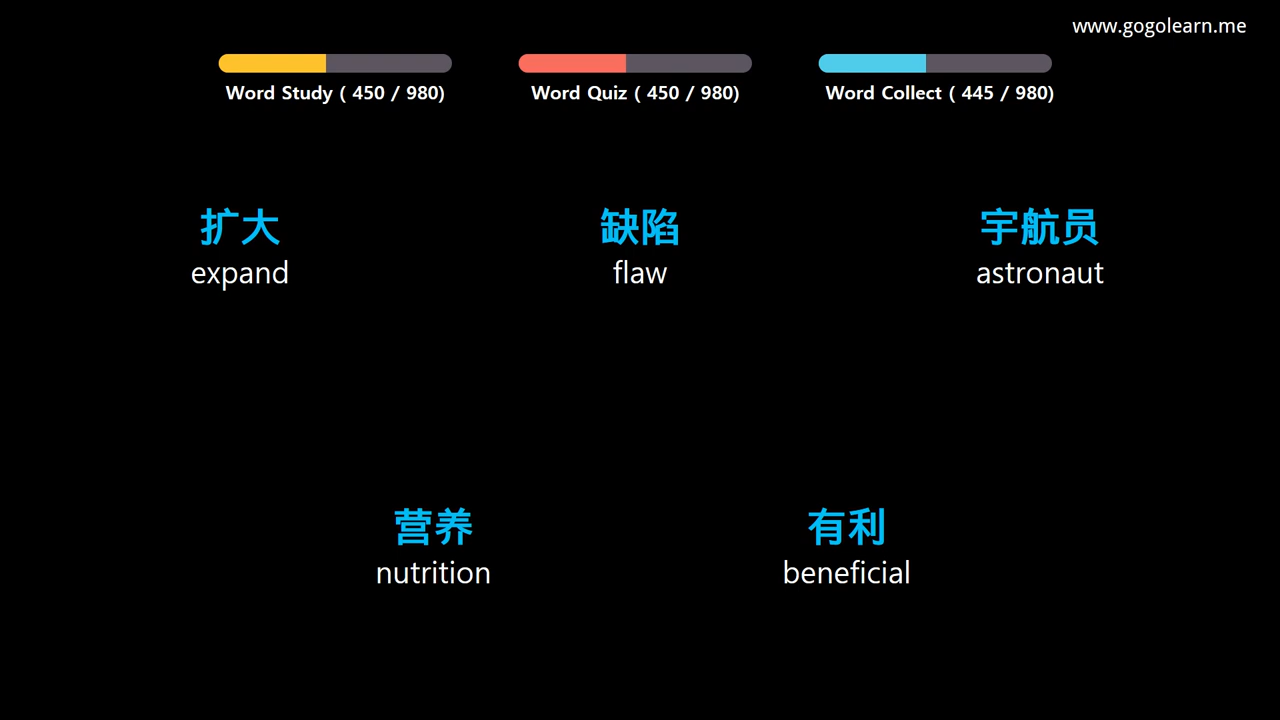 www.gogolearn.me
Word Study ( 450 / 980)
Word Quiz ( 450 / 980)
Word Collect ( 445 / 980)
扩大
expand
缺陷
flaw
宇航员
astronaut
营养
nutrition
有利
beneficial